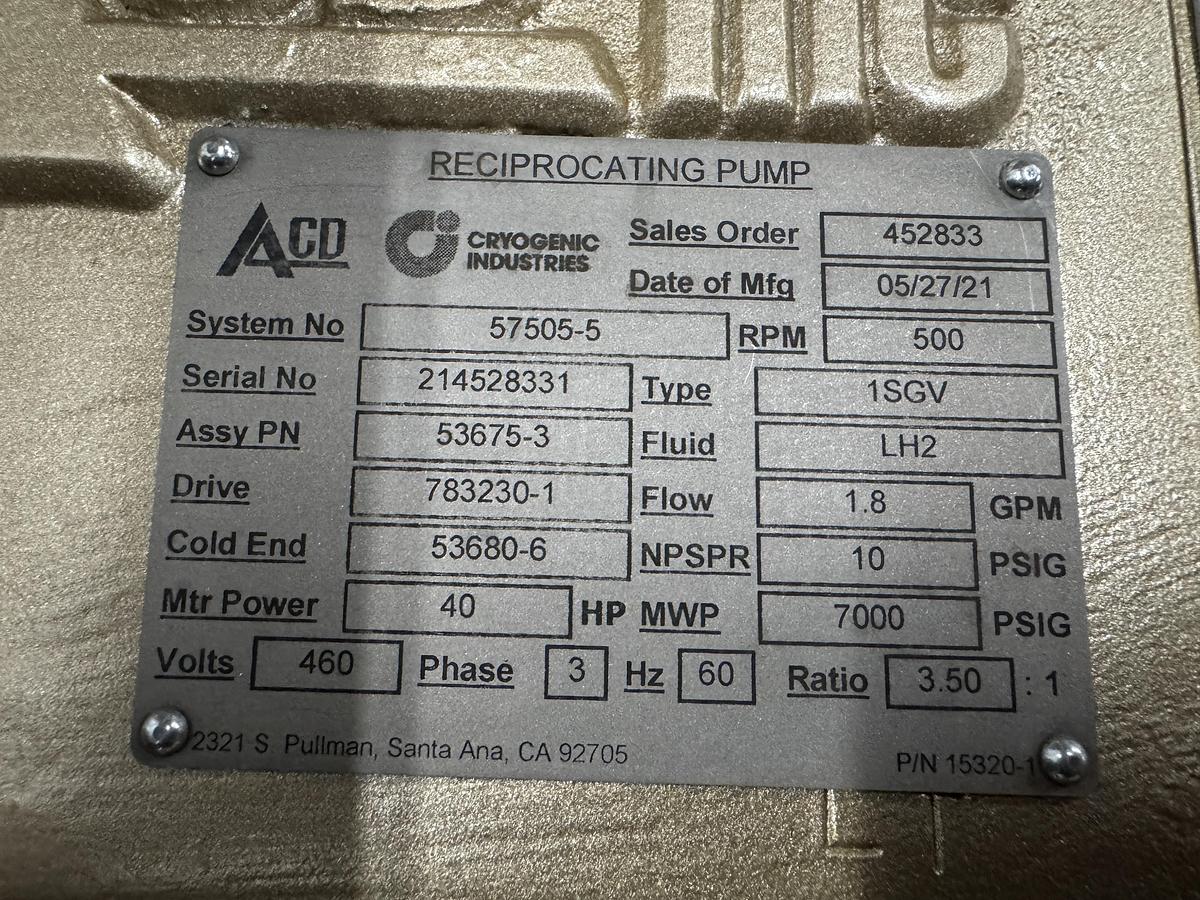 RECIPROCATING PUMP
ACD
CRYOGENIC
INDUSTRIES
Sales Order 452833
Date of Mfg 05/27/21
System No 57505-5 RPM 500
Serial No 214528331 Type 1SGV
Assy PN 53675-3 Fluid LH2
Drive 783230-1 Flow 1.8 GPM
Cold End 53680-6 NPSPR 10 PSIG
Mtr Power 40 HP MWP 7000 PSIG
Volts 460 Phase 3 Hz 60 Ratio 3.50 : 1
2321 S. Pullman, Santa Ana, CA 92705 P/N 15320-1